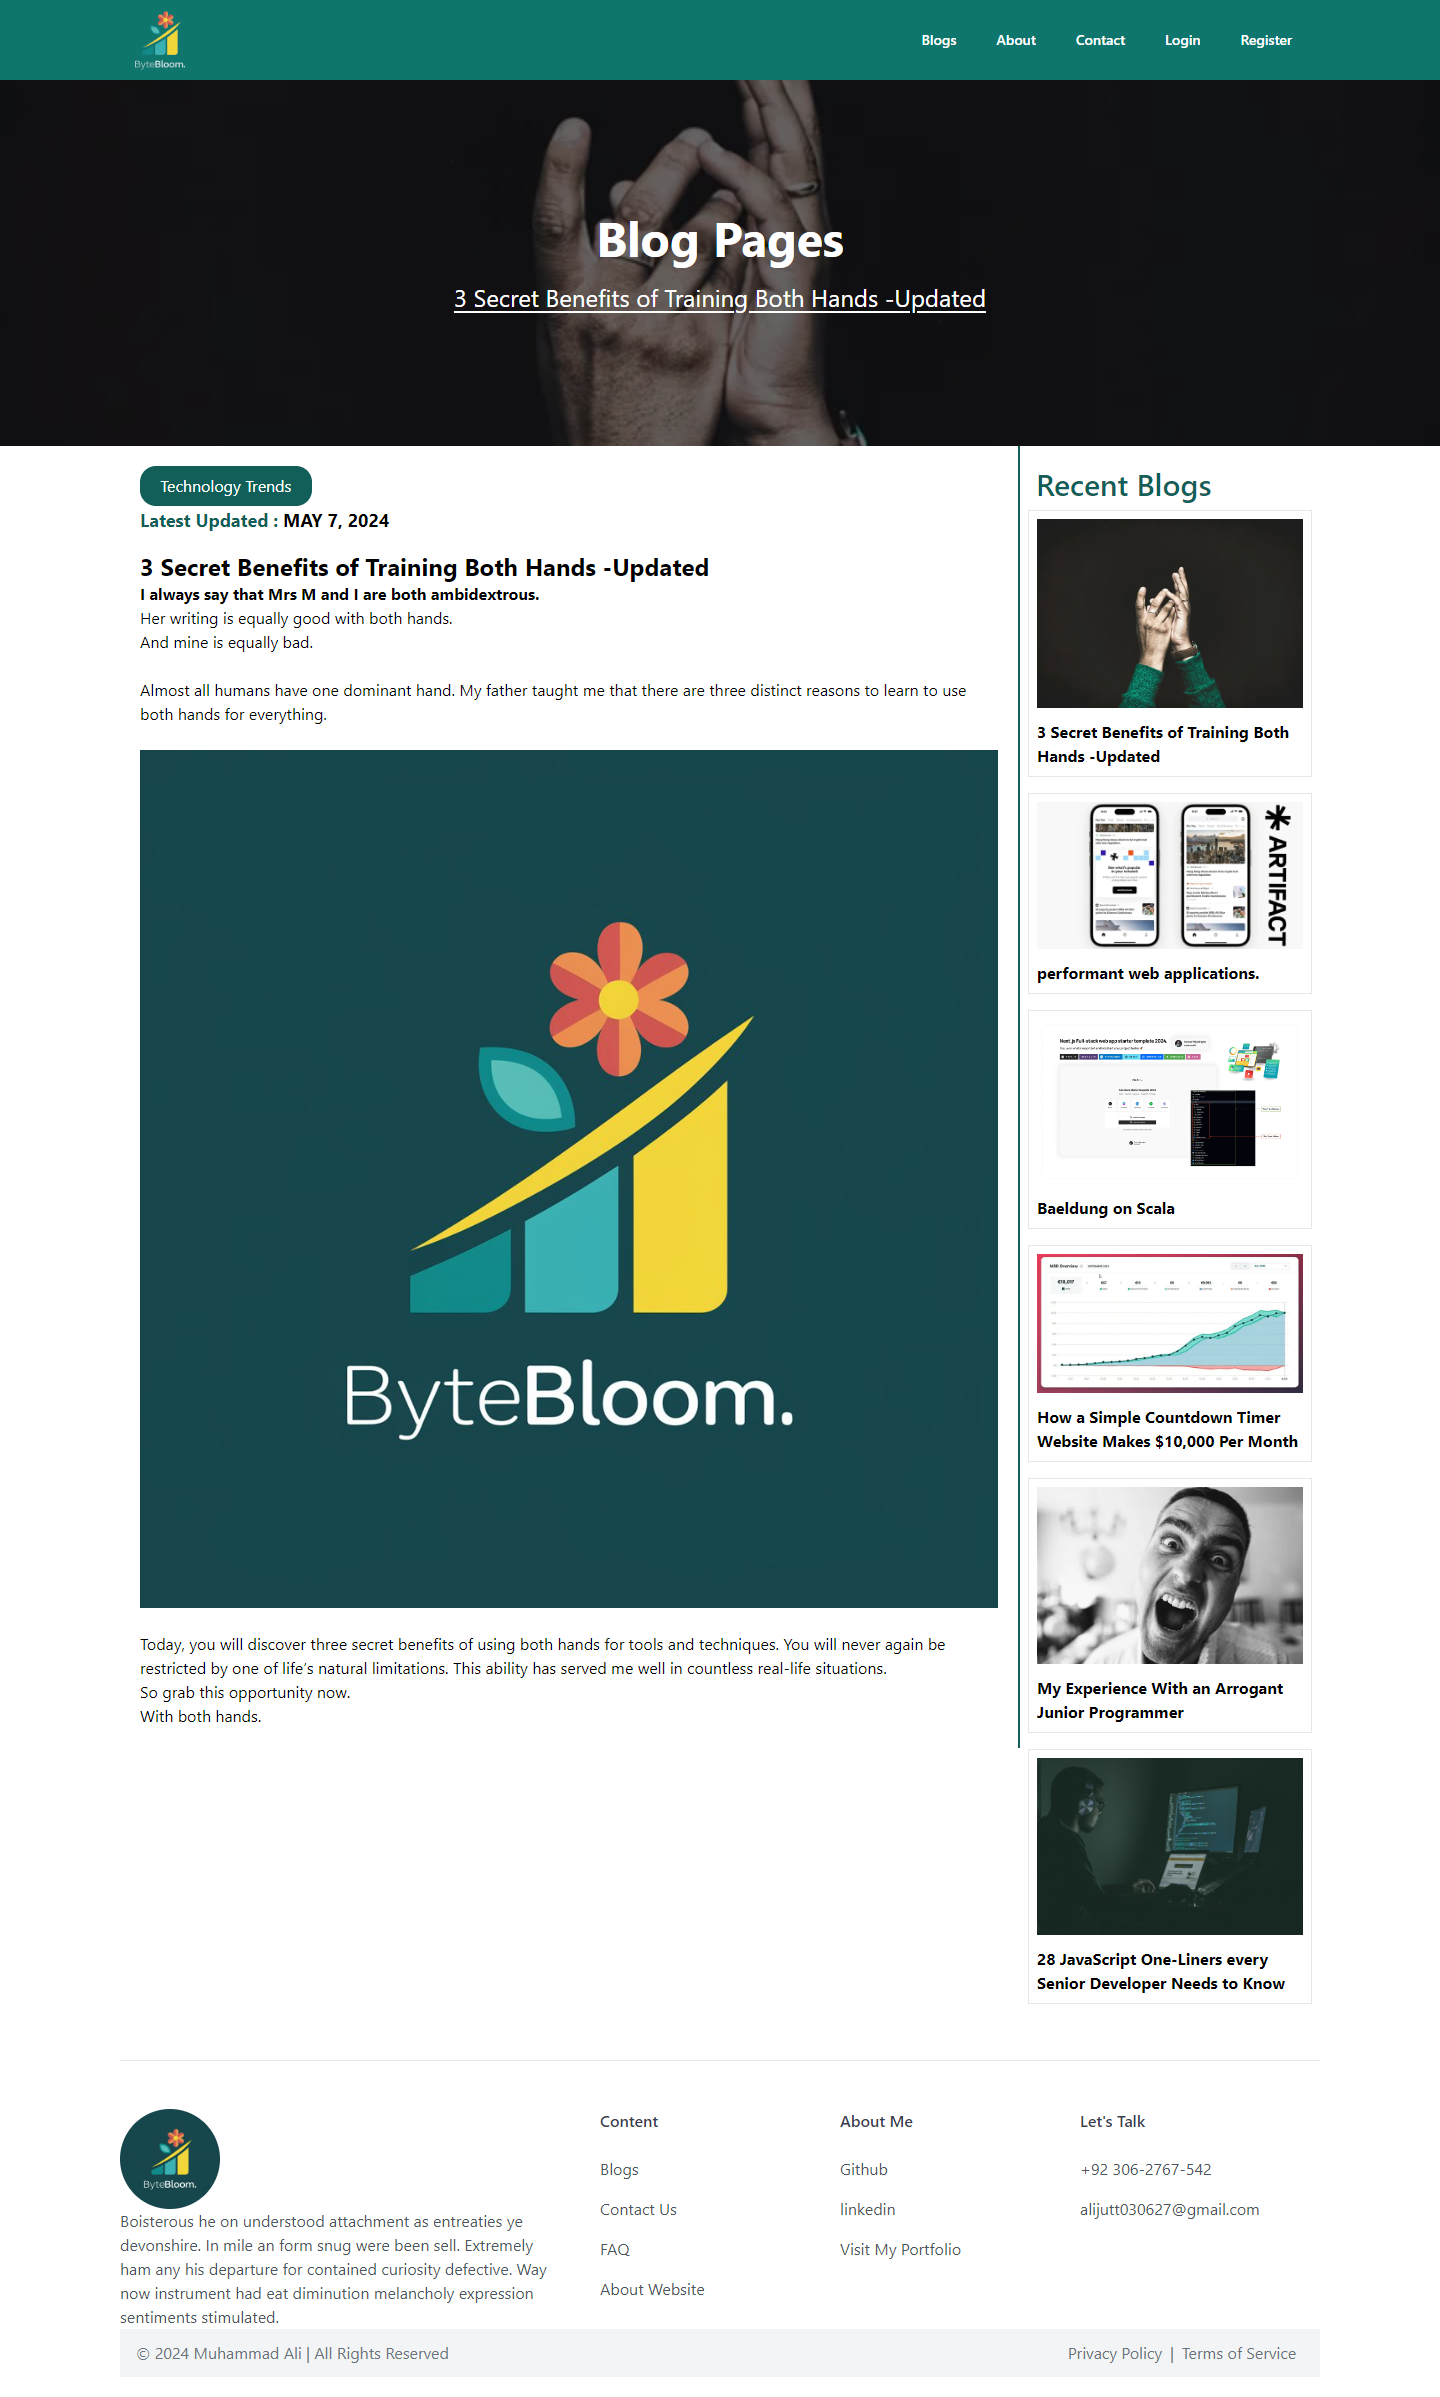 ByteBloom.
Blogs
About
Contact
Login
Register
Blog Pages
3 Secret Benefits of Training Both Hands -Updated
Technology Trends
Latest Updated : MAY 7, 2024
3 Secret Benefits of Training Both Hands -Updated
I always say that Mrs M and I are both ambidextrous.
Her writing is equally good with both hands.
And mine is equally bad.
Almost all humans have one dominant hand. My father taught me that there are three distinct reasons to learn to use
both hands for everything.
ByteBloom.
Today, you will discover three secret benefits of using both hands for tools and techniques. You will never again be
restricted by one of life's natural limitations. This ability has served me well in countless real-life situations.
So grab this opportunity now.
With both hands.
Recent Blogs
3 Secret Benefits of Training Both
Hands -Updated
ARTIFACT
performant web applications.
Next.js Full-stack web app starter template 2024.
Baeldung on Scala
How a Simple Countdown Timer
Website Makes $10,000 Per Month
My Experience With an Arrogant
Junior Programmer
28 JavaScript One-Liners every
Senior Developer Needs to Know
ByteBloom.
Boisterous he on understood attachment as entreaties ye
devonshire. In mile an form snug were been sell. Extremely
ham any his departure for contained curiosity defective. Way
now instrument had eat diminution melancholy expression
sentiments stimulated.
Content
Blogs
Contact Us
FAQ
About Website
About Me
Github
linkedin
Visit My Portfolio
Let's Talk
+92 306-2767-542
alijutt030627@gmail.com
© 2024 Muhammad Ali | All Rights Reserved
Privacy Policy | Terms of Service